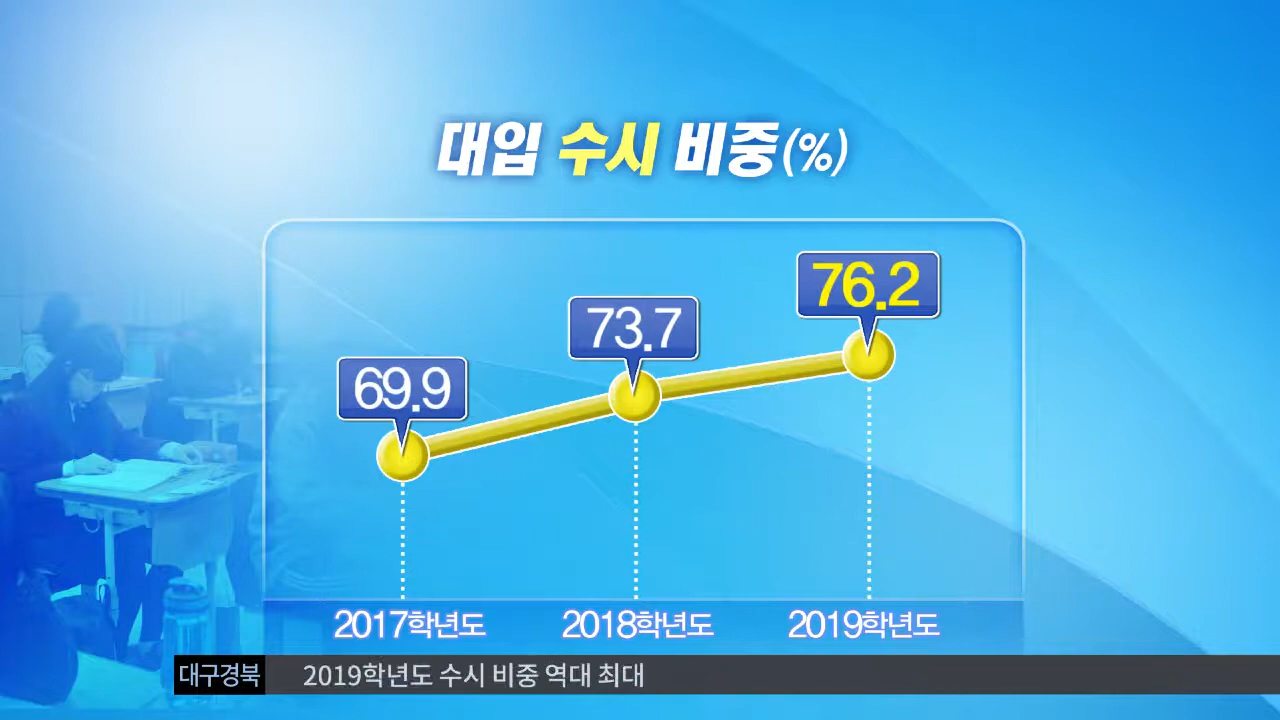 대입 수시 비중(%)
69.9
73.7
76.2
2017학년도
2018학년도
2019학년도
대구경북
2019학년도 수시 비중 역대 최대